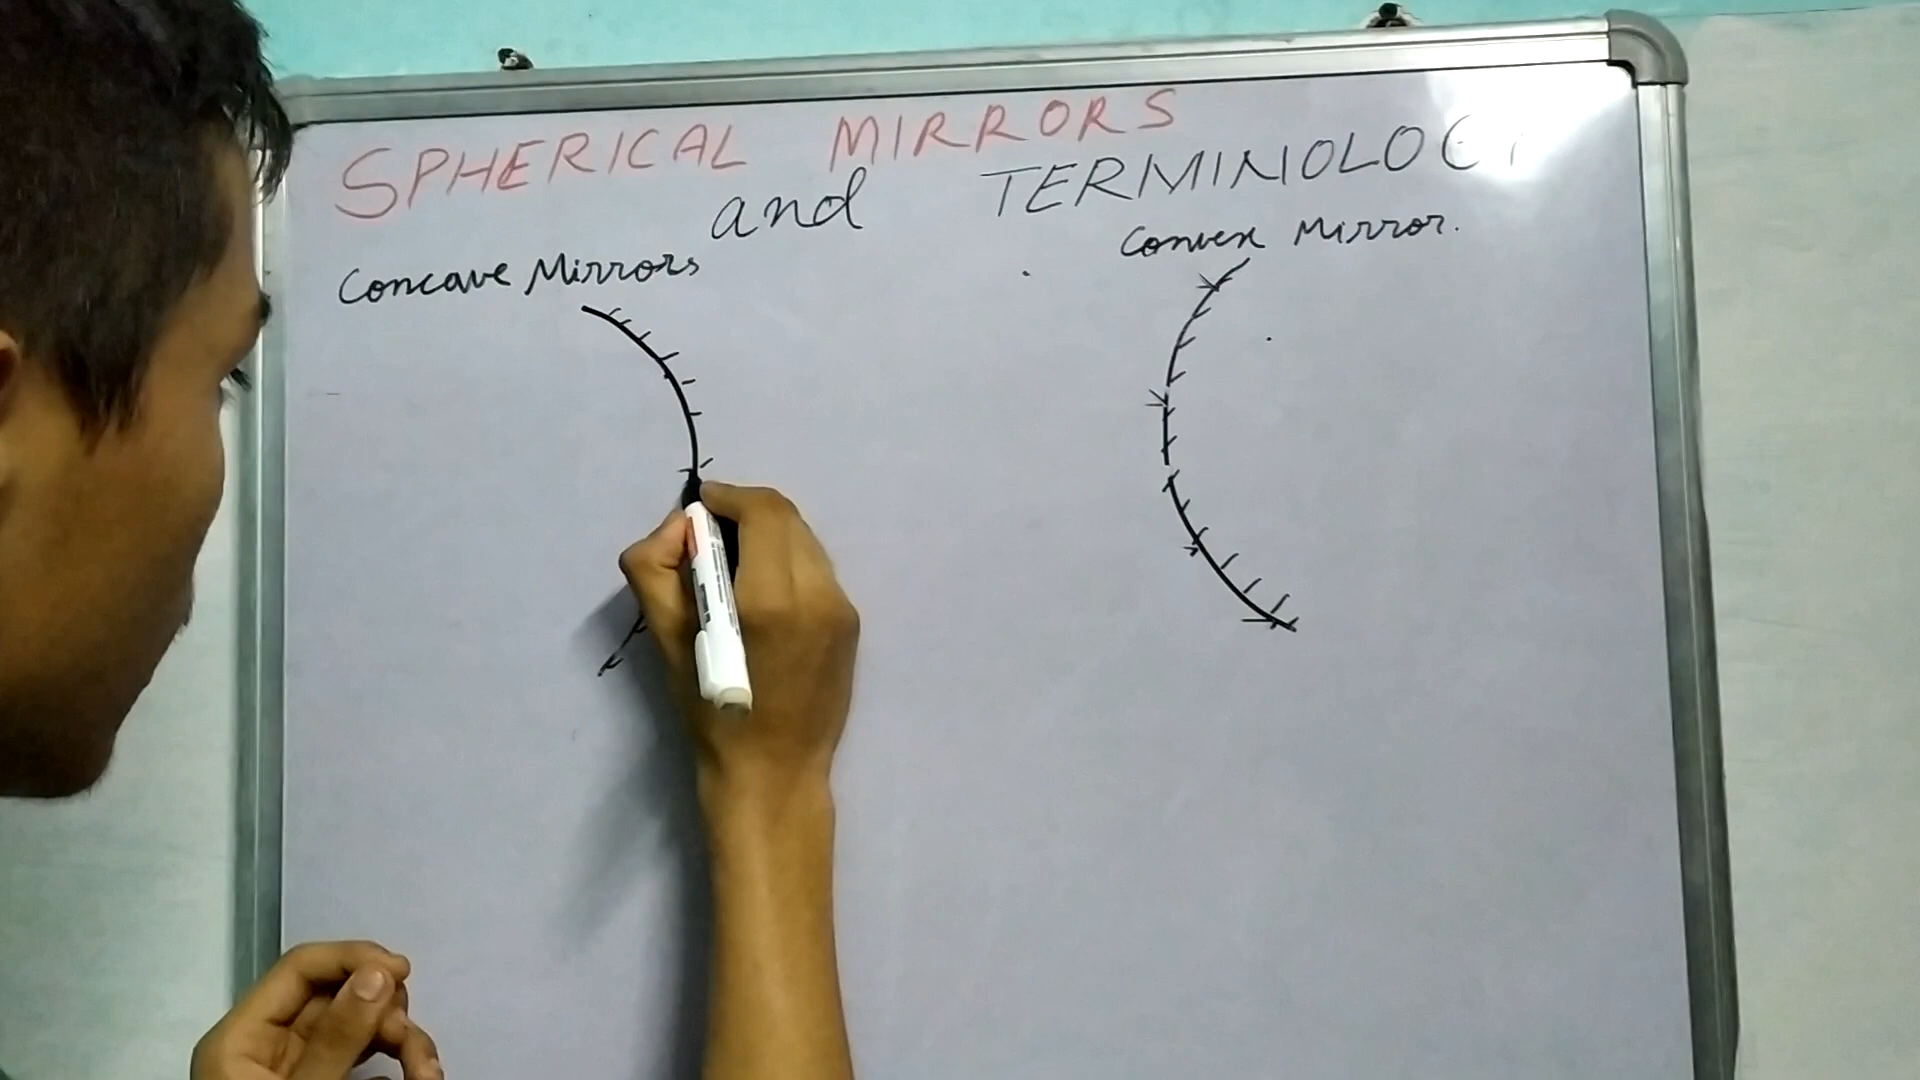 SPHERICAL MIRRORS
and TERMINOLOGY
Concave Mirrors
Convex Mirror.